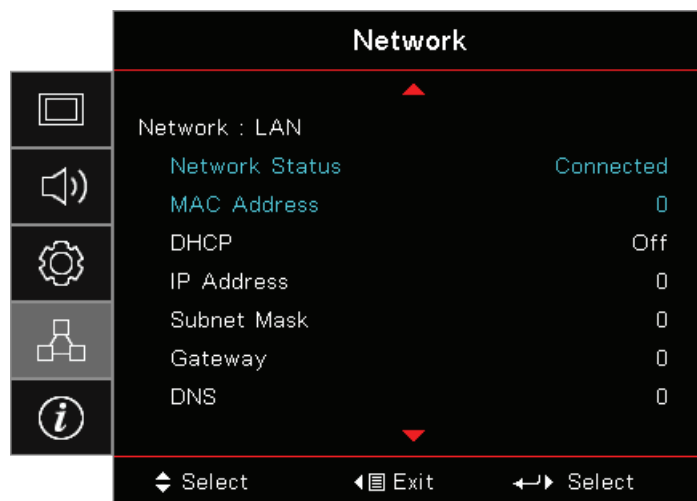 Network
Network : LAN
Network Status Connected
MAC Address 0
DHCP Off
IP Address 0
Subnet Mask 0
Gateway 0
DNS 0
Select Exit Select